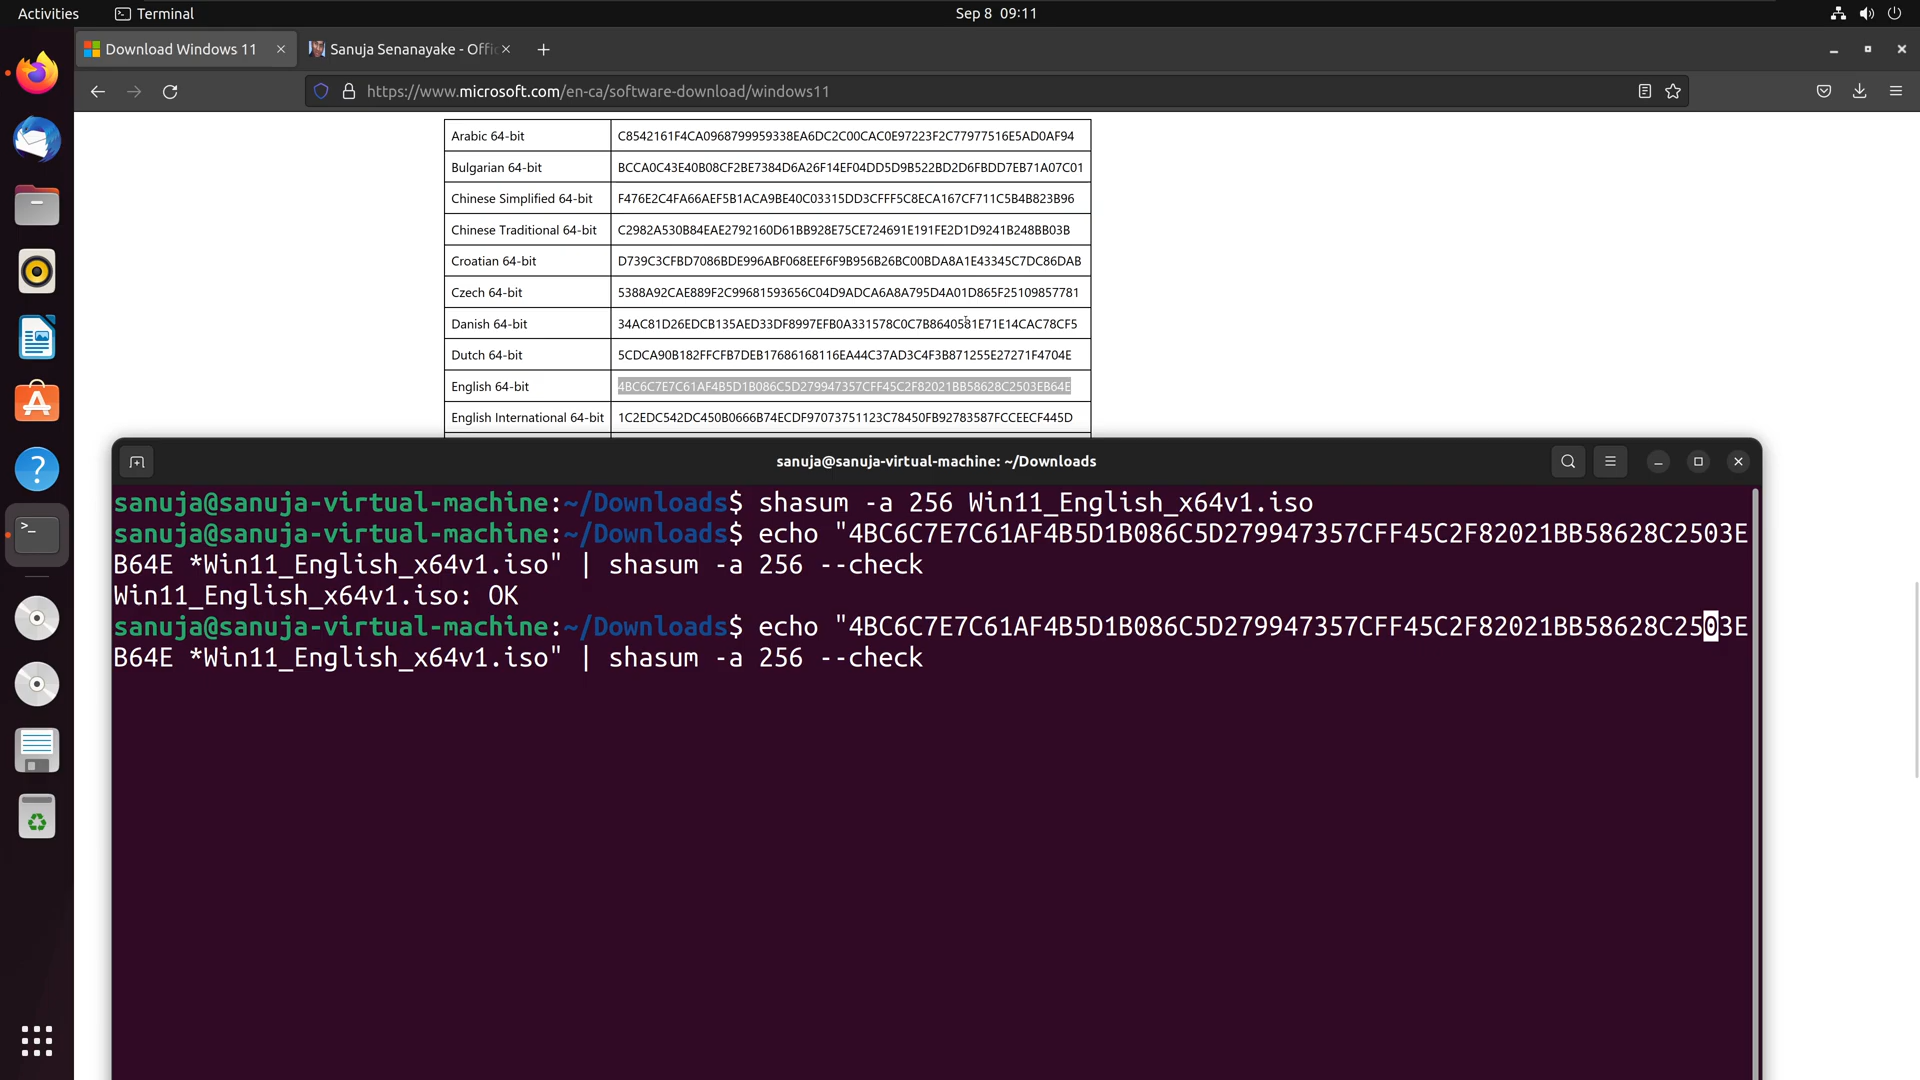 Activities
Terminal
Sep 8 09:11
Download Windows 11
Sanuja Senanayake - Offic
https://www.microsoft.com/en-ca/software-download/windows11
Arabic 64-bit C8542161F4CA0968799959338EA6DC2C00CAC0E97223F2C77977516E5AD0AF94
Bulgarian 64-bit BCCA0C43E40B08CF2BE7384D6A26F14EF04DD5D9B522BD2D6FBDD7EB71A07C01
Chinese Simplified 64-bit F476E2C4FA66AEF5B1ACA9BE40C03315DD3CFFF5C8ECA167CF711C5B4B823B96
Chinese Traditional 64-bit C2982A530B84EAE2792160D61BB928E75CE724691E191FE2D1D9241B248BB03B
Croatian 64-bit D739C3CFBD7086BDE996ABF068EEF6F9B956B26BC00BDA8A1E43345C7DC86DAB
Czech 64-bit 5388A92CAE889F2C99681593656C04D9ADCA6A8A795D4A01D865F25109857781
Danish 64-bit 34AC81D26EDCB135AED33DF8997EFB0A331578C0C7B8640581E71E14CAC78CF5
Dutch 64-bit 5CDCA90B182FFCFB7DEB17686168116EA44C37AD3C4F3B871255E27271F4704E
English 64-bit 4BC6C7E7C61AF4B5D1B086C5D279947357CFF45C2F82021BB58628C2503EB64E
English International 64-bit 1C2EDC542DC450B0666B74ECDF97073751123C78450FB92783587FCCEECF445D
sanuja@sanuja-virtual-machine: ~/Downloads
sanuja@sanuja-virtual-machine:~/Downloads$ shasum -a 256 Win11_English_x64v1.iso
sanuja@sanuja-virtual-machine:~/Downloads$ echo "4BC6C7E7C61AF4B5D1B086C5D279947357CFF45C2F82021BB58628C2503E
B64E *Win11_English_x64v1.iso" | shasum -a 256 --check
Win11_English_x64v1.iso: OK
sanuja@sanuja-virtual-machine:~/Downloads$ echo "4BC6C7E7C61AF4B5D1B086C5D279947357CFF45C2F82021BB58628C2503E
B64E *Win11_English_x64v1.iso" | shasum -a 256 --check